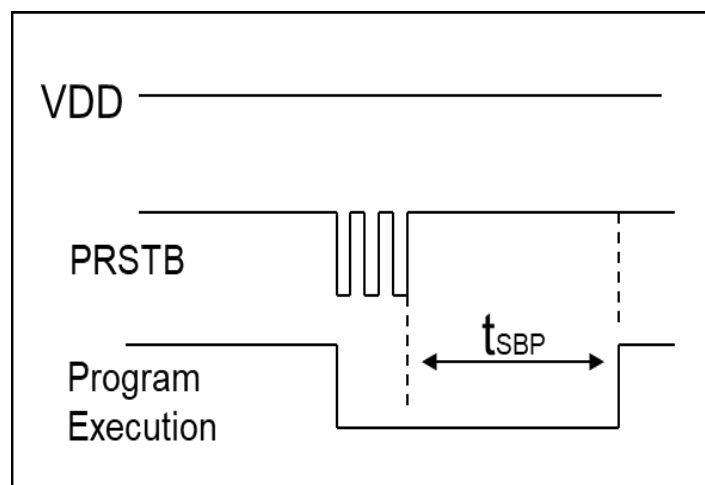 VDD
PRSTB
tSBP
Program
Execution